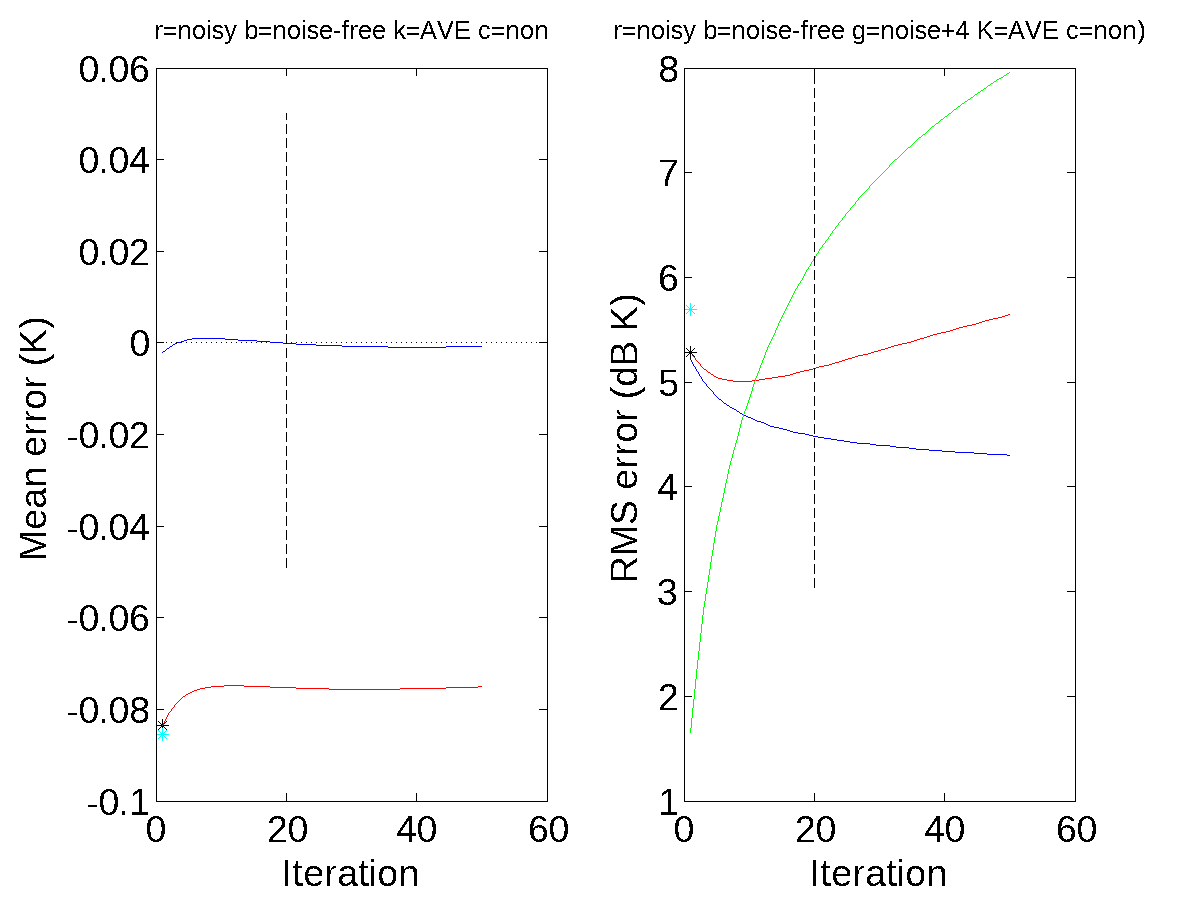 r=noisy b=noise-free k=AVE c=non
0.06
0.04
0.02
0
-0.02
-0.04
-0.06
-0.08
-0.1
Mean error (K)
0 20 40 60
Iteration
r=noisy b=noise-free g=noise+4 K=AVE c=non)
8
7
6
5
4
3
2
1
RMS error (dB K)
0 20 40 60
Iteration